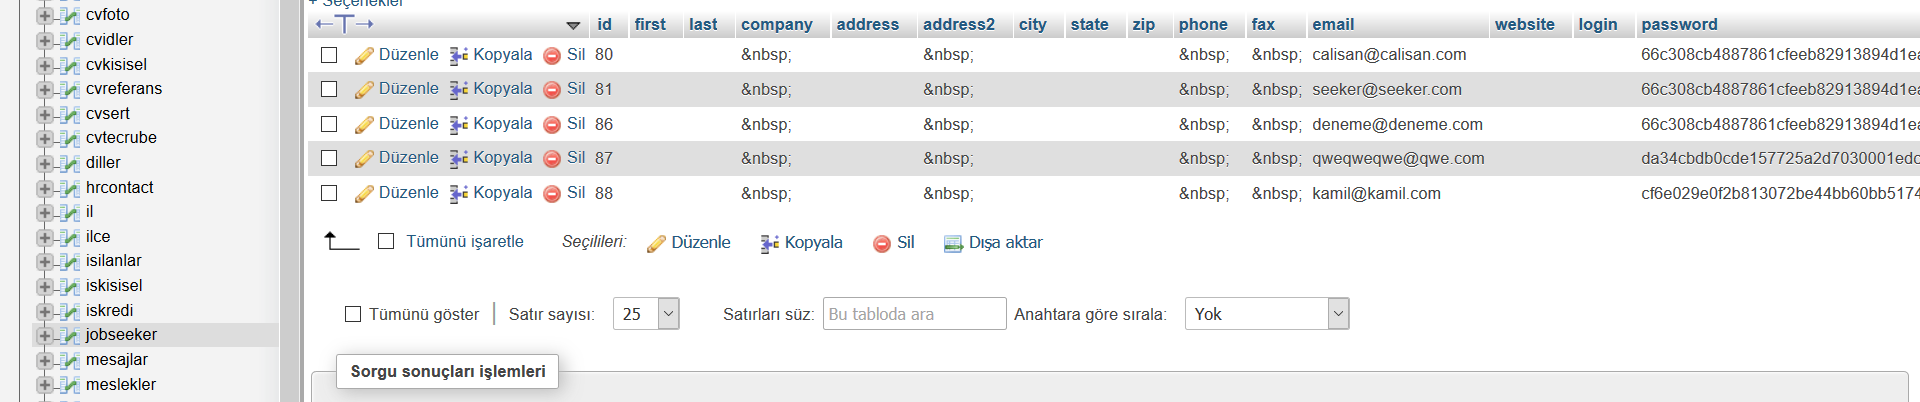 + Seçenekler
cvfoto
cvidler
cvkisisel
cvreferans
cvsert
cvtecrube
diller
hrcontact
il
ilce
isilanlar
iskisisel
iskredi
jobseeker
mesajlar
meslekler
←T→ id first last company address address2 city state zip phone fax email website login password
Düzenle Kopyala Sil 80 &nbsp; &nbsp; &nbsp; &nbsp; calisan@calisan.com 66c308cb4887861cfeeb82913894d1ea
Düzenle Kopyala Sil 81 &nbsp; &nbsp; &nbsp; &nbsp; seeker@seeker.com 66c308cb4887861cfeeb82913894d1ea
Düzenle Kopyala Sil 86 &nbsp; &nbsp; &nbsp; &nbsp; deneme@deneme.com 66c308cb4887861cfeeb82913894d1ea
Düzenle Kopyala Sil 87 &nbsp; &nbsp; &nbsp; &nbsp; qweqweqwe@qwe.com da34cbdb0cde157725a2d7030001edc
Düzenle Kopyala Sil 88 &nbsp; &nbsp; &nbsp; &nbsp; kamil@kamil.com cf6e029e0f2b813072be44bb60bb5174
Tümünü işaretle Seçilileri: Düzenle Kopyala Sil Dışa aktar
Tümünü göster | Satır sayısı: 25 Satırları süz: Bu tabloda ara Anahtara göre sırala: Yok
Sorgu sonuçları işlemleri